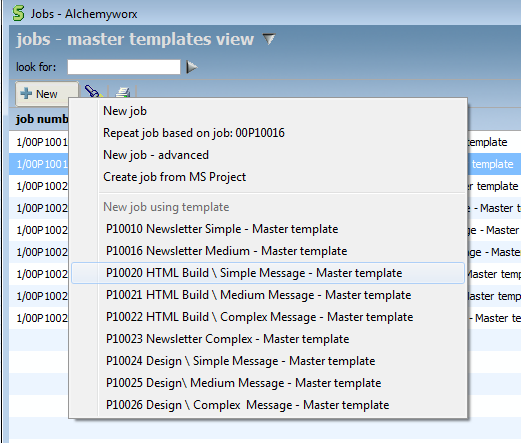 Jobs - Alchemyworx
jobs - master templates view
look for:
New
job numb
New job
Repeat job based on job: 00P10016
New job - advanced
Create job from MS Project
New job using template
P10010 Newsletter Simple - Master template
P10016 Newsletter Medium - Master template
P10020 HTML Build \ Simple Message - Master template
P10021 HTML Build \ Medium Message - Master template
P10022 HTML Build \ Complex Message - Master template
P10023 Newsletter Complex - Master template
P10024 Design \ Simple Message - Master template
P10025 Design\ Medium Message - Master template
P10026 Design \ Complex  Message - Master template
1/00P1001 template
1/00P1001 template
1/00P1002 er template
1/00P1002 - Master te
1/00P1002 ge - Master
1/00P1002 Master tem
1/00P1002 ter template
1/00P1002 - Master te
1/00P1002 - Master t